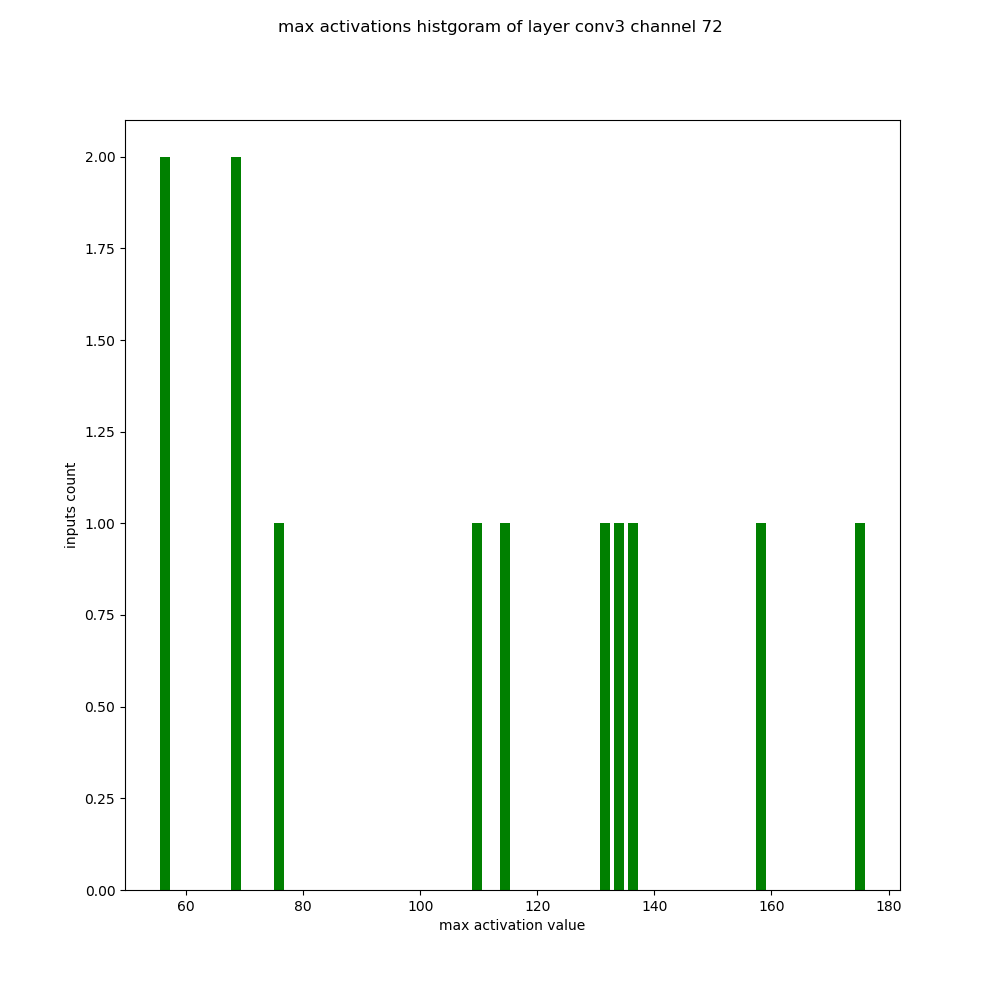 max activations histgoram of layer conv3 channel 72
2.00
1.75
1.50
1.25
1.00
0.75
0.50
0.25
0.00
inputs count
60 80 100 120 140 160 180
max activation value